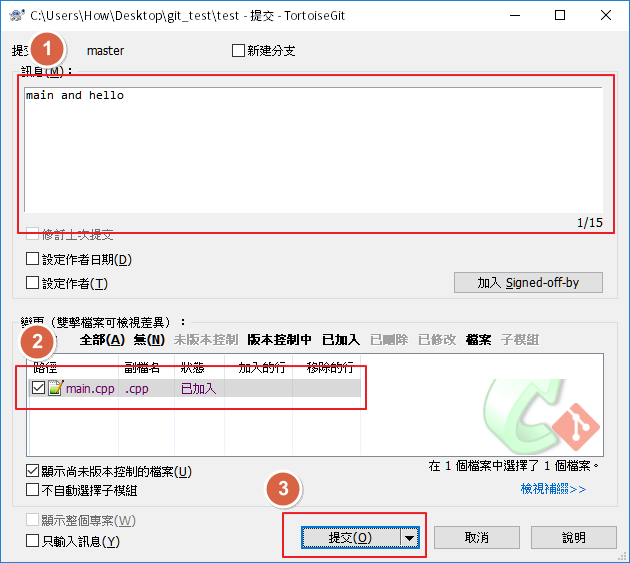 C:\Users\How\Desktop\git_test\test - 提交 - TortoiseGit
提交 1 master 新建分支
訊息(M)：
main and hello
1/15
修訂上次提交
設定作者日期(D)
設定作者(T) 加入 Signed-off-by
變更（雙擊檔案可檢視差異）：
2 全部(A) 無(N) 未版本控制 版本控制中 已加入 已刪除 已修改 檔案 子模組
路徑 副檔名 狀態 加入的行 移除的行
main.cpp .cpp 已加入
顯示尚未版本控制的檔案(U) 在 1 個檔案中選擇了 1 個檔案。
不自動選擇子模組 3 檢視補綴>>
顯示整個專案(W)
只輸入訊息(Y) 提交(O) 取消 說明